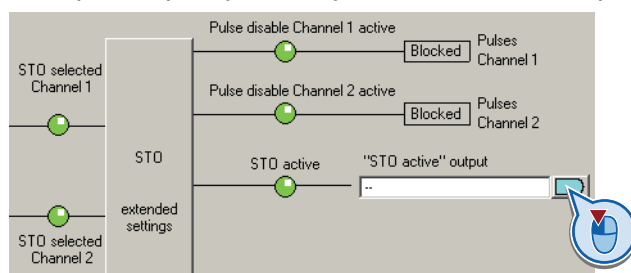 Pulse disable Channel 1 active
Blocked
Pulses
Channel 1
STO selected
Channel 1
Pulse disable Channel 2 active
Blocked
Pulses
Channel 2
STO
STO active
"STO active" output
--
extended
settings
STO selected
Channel 2